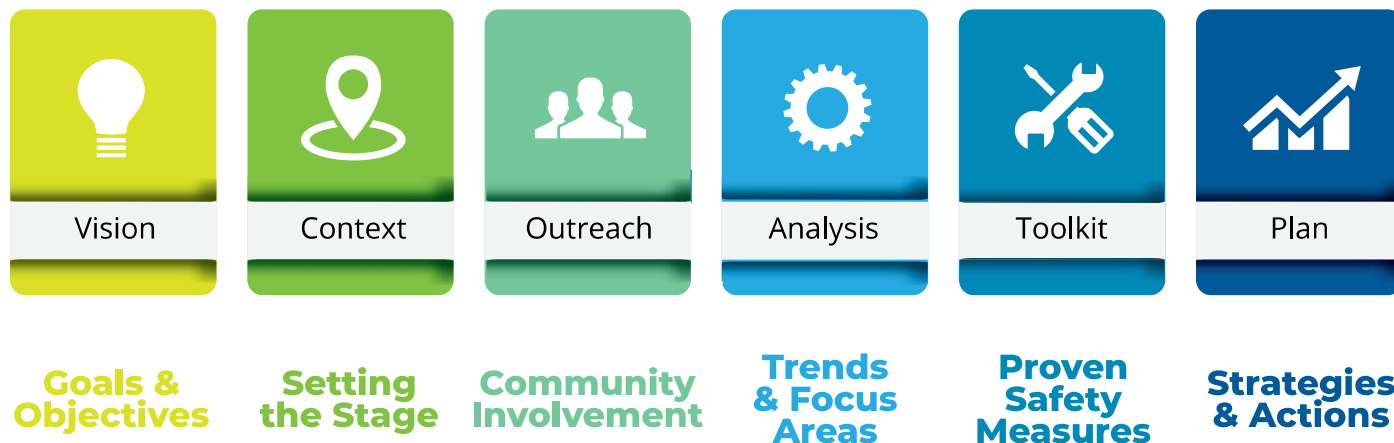 Vision
Context
Outreach
Analysis
Toolkit
Plan
Goals &
Objectives
Setting
the Stage
Community
Involvement
Trends
& Focus
Areas
Proven
Safety
Measures
Strategies
& Actions